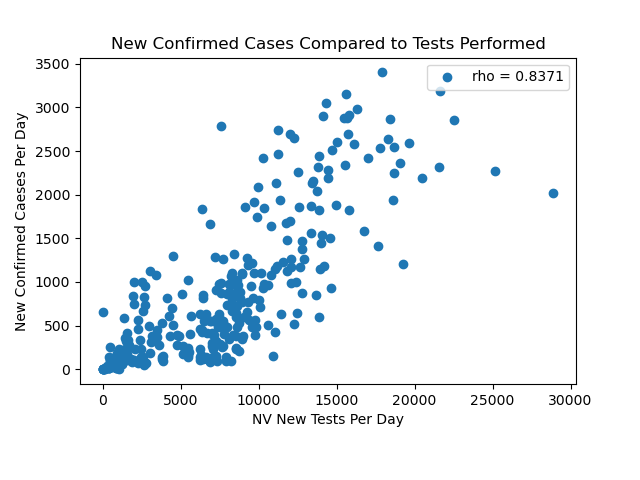 New Confirmed Cases Compared to Tests Performed
rho = 0.8371
3500
3000
2500
2000
1500
1000
500
0
New Confirmed Caeses Per Day
0 5000 10000 15000 20000 25000 30000
NV New Tests Per Day